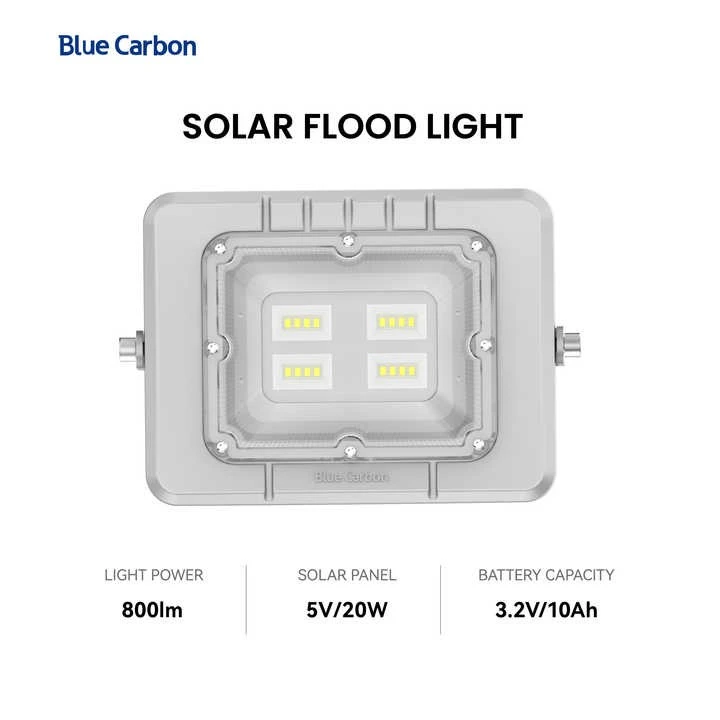 Blue Carbon
SOLAR FLOOD LIGHT
Blue Carbon
LIGHT POWER
800lm
SOLAR PANEL
5V/20W
BATTERY CAPACITY
3.2V/10Ah